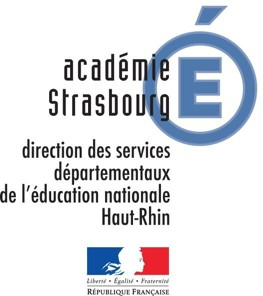 académie
Strasbourg
É
direction des services
départementaux
de l'éducation nationale
Haut-Rhin
Liberté • Égalité • Fraternité
RÉPUBLIQUE FRANÇAISE